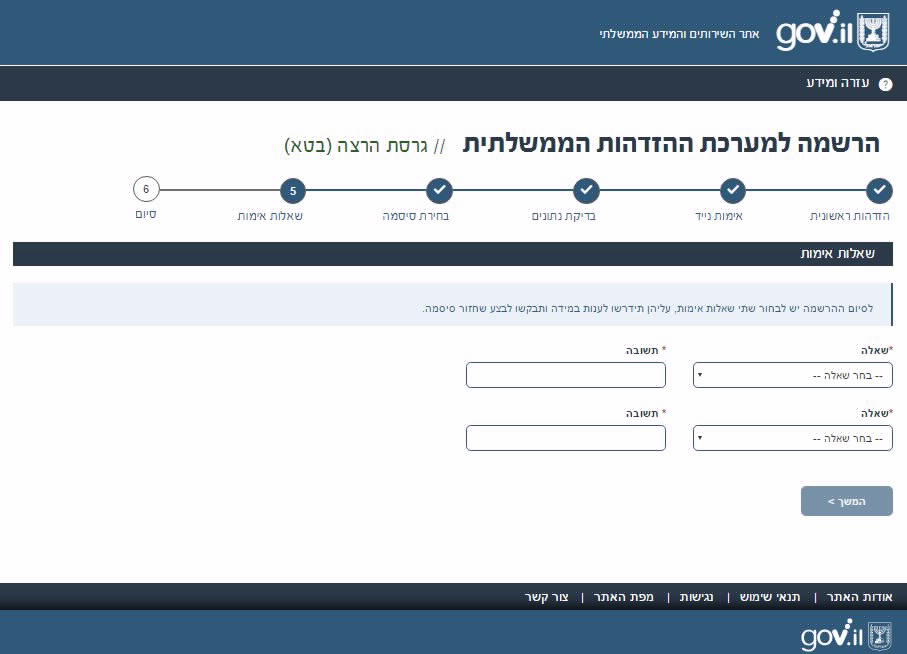 gov.il
אתר השירותים והמידע הממשלתי
? עזרה ומידע
הרשמה למערכת ההזדהות הממשלתית // גרסת הרצה (בטא)
5 6
הזדהות ראשונית אימות נייד בדיקת נתונים בחירת סיסמה שאלות אימות סיום
שאלות אימות
לסיום ההרשמה יש לבחור שתי שאלות אימות, עליהן תידרשו לענות במידה ותבקשו לבצע שחזור סיסמה.
*שאלה * תשובה
-- בחר שאלה --
*שאלה * תשובה
-- בחר שאלה --
המשך >
אודות האתר | תנאי שימוש | נגישות | מפת האתר | צור קשר
gov.il